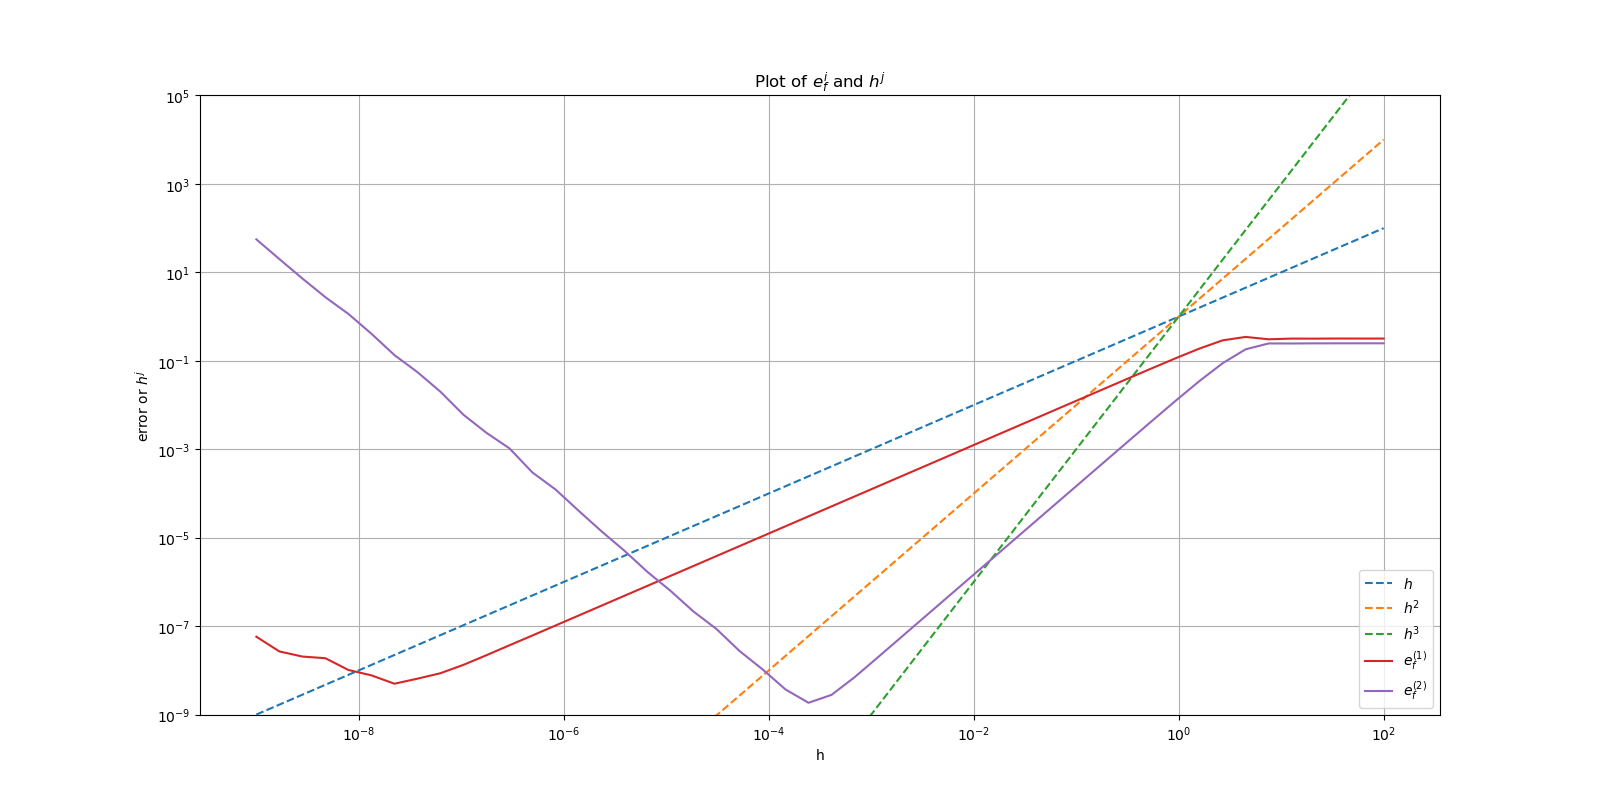 Plot of $e_f^j$ and $h^j$
error or $h^j$
$10^5$
$10^3$
$10^1$
$10^{-1}$
$10^{-3}$
$10^{-5}$
$10^{-7}$
$10^{-9}$
$10^{-8}$
$10^{-6}$
$10^{-4}$
$10^{-2}$
$10^0$
$10^2$
h
$h$
$h^2$
$h^3$
$e_f^{(1)}$
$e_f^{(2)}$